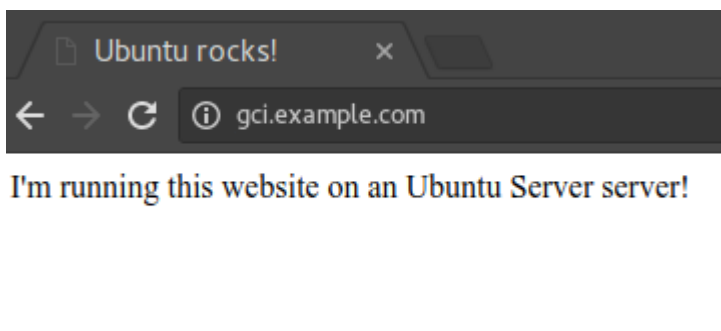 Ubuntu rocks!
gci.example.com
I'm running this website on an Ubuntu Server server!